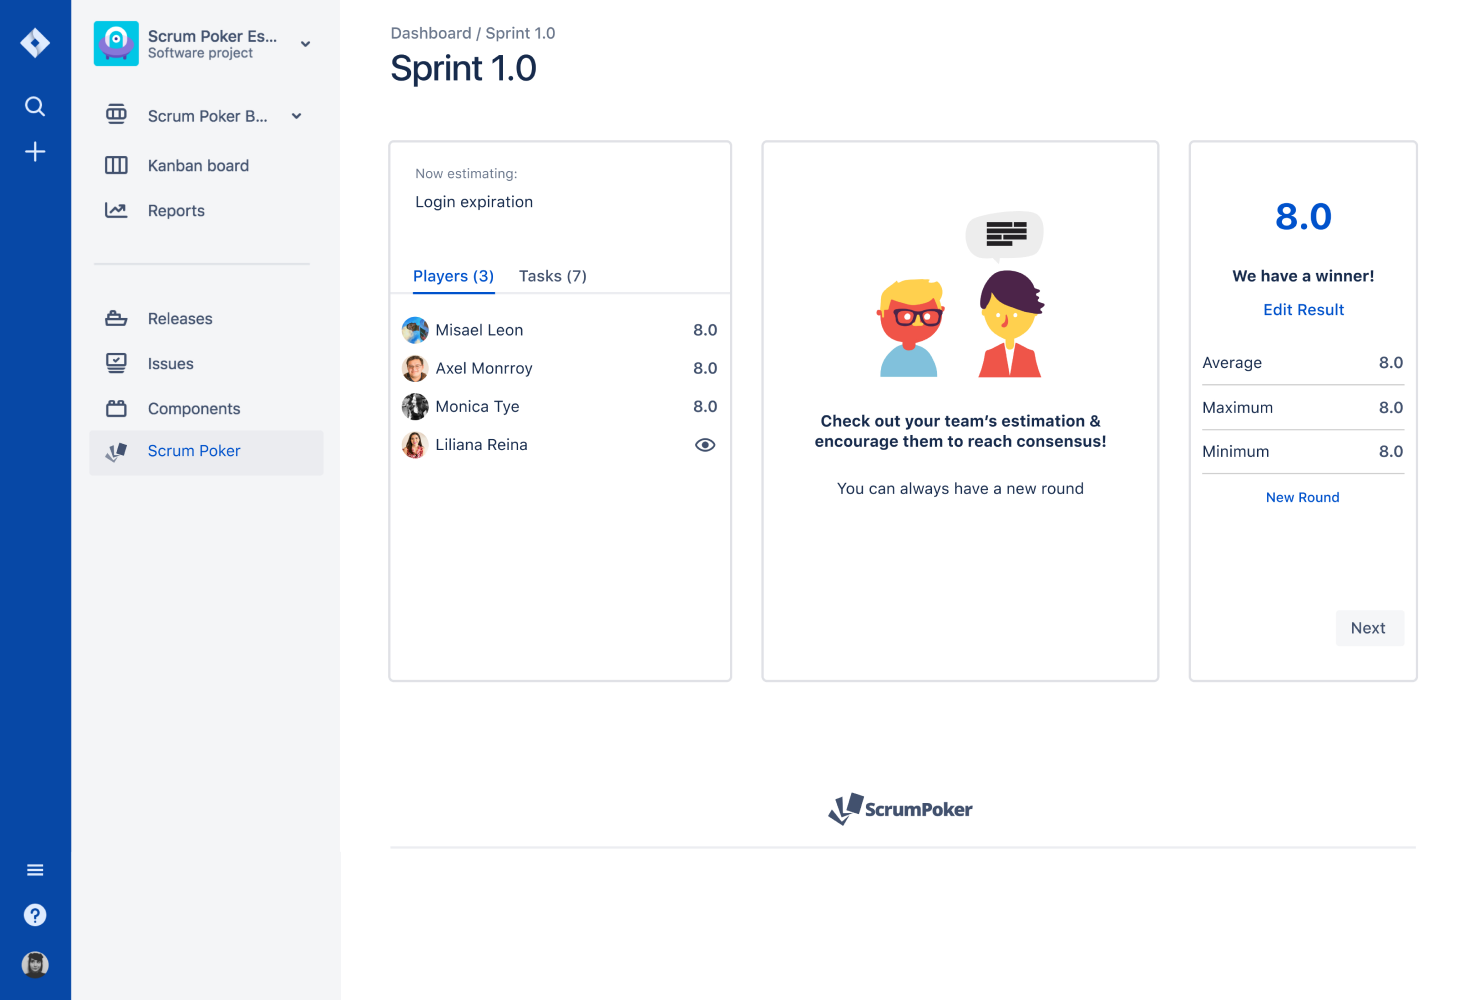 Scrum Poker Es...
Software project
Scrum Poker B...
Kanban board
Reports
Releases
Issues
Components
Scrum Poker
Dashboard / Sprint 1.0
Sprint 1.0
Now estimating:
Login expiration
Players (3) Tasks (7)
Misael Leon 8.0
Axel Monrroy 8.0
Monica Tye 8.0
Liliana Reina
Check out your team’s estimation &
encourage them to reach consensus!
You can always have a new round
8.0
We have a winner!
Edit Result
Average 8.0
Maximum 8.0
Minimum 8.0
New Round
Next
ScrumPoker